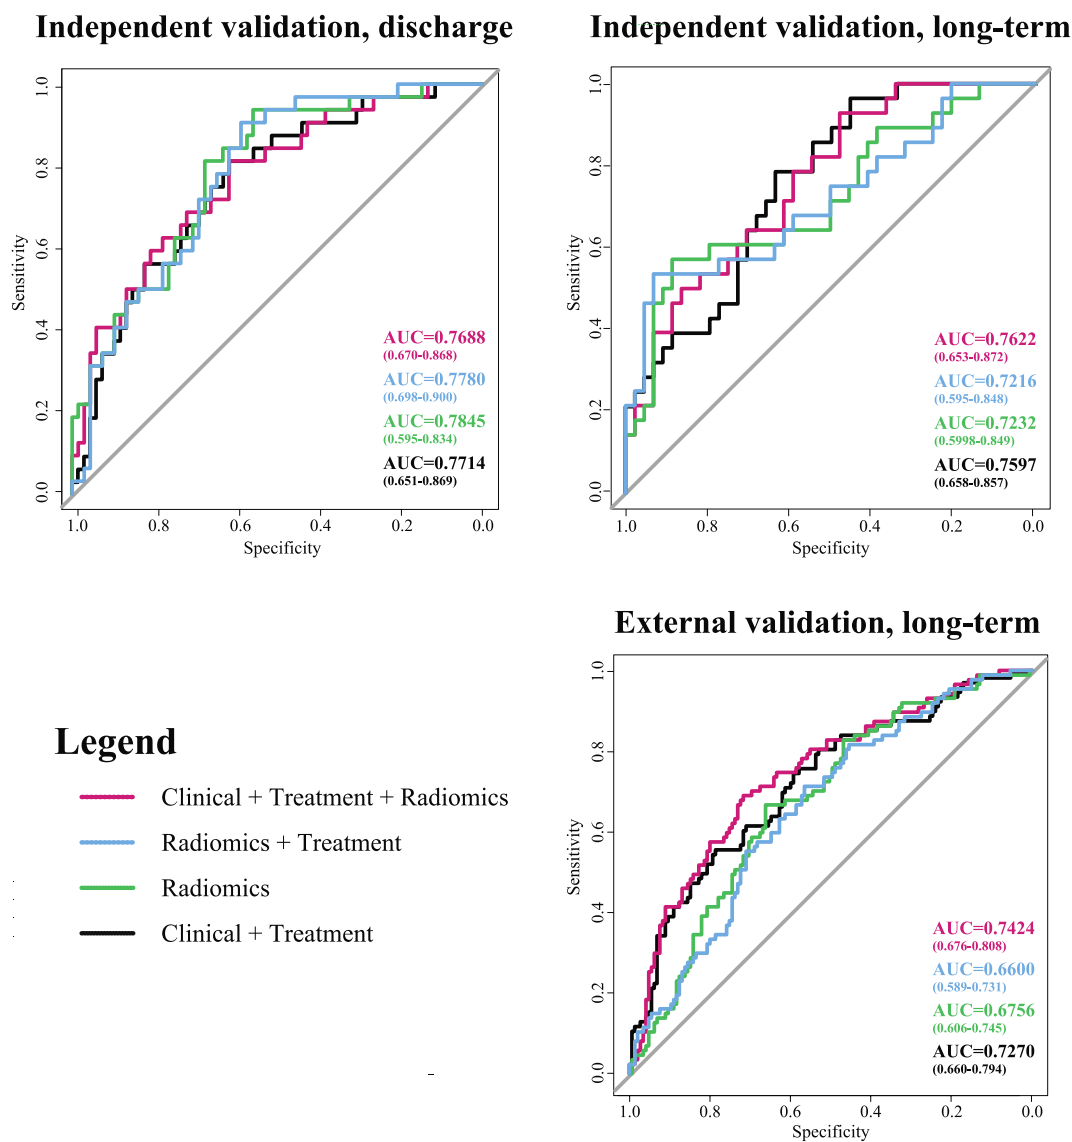 Independent validation, discharge
1.0
0.8
0.6
0.4
0.2
0.0
Sensitivity
AUC=0.7688
(0.670-0.868)
AUC=0.7780
(0.698-0.900)
AUC=0.7845
(0.595-0.834)
AUC=0.7714
(0.651-0.869)
1.0 0.8 0.6 0.4 0.2 0.0
Specificity
Independent validation, long-term
1.0
0.8
0.6
0.4
0.2
0.0
Sensitivity
AUC=0.7622
(0.653-0.872)
AUC=0.7216
(0.595-0.848)
AUC=0.7232
(0.5998-0.849)
AUC=0.7597
(0.658-0.857)
1.0 0.8 0.6 0.4 0.2 0.0
Specificity
Legend
Clinical + Treatment + Radiomics
Radiomics + Treatment
Radiomics
Clinical + Treatment
External validation, long-term
1.0
0.8
0.6
0.4
0.2
0.0
Sensitivity
AUC=0.7424
(0.676-0.808)
AUC=0.6600
(0.589-0.731)
AUC=0.6756
(0.606-0.745)
AUC=0.7270
(0.660-0.794)
1.0 0.8 0.6 0.4 0.2 0.0
Specificity